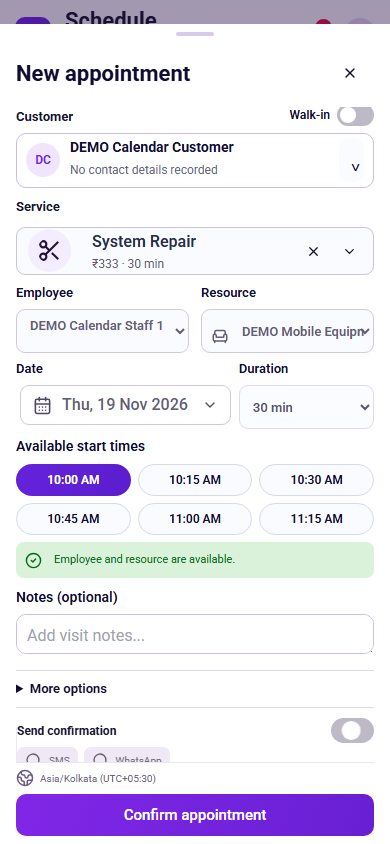 Schedule
New appointment
Customer
Walk-in
DC
DEMO Calendar Customer
No contact details recorded
Service
System Repair
₹333 · 30 min
Employee
Resource
DEMO Calendar Staff 1
DEMO Mobile Equipn
Date
Duration
Thu, 19 Nov 2026
30 min
Available start times
10:00 AM
10:15 AM
10:30 AM
10:45 AM
11:00 AM
11:15 AM
Employee and resource are available.
Notes (optional)
Add visit notes...
More options
Send confirmation
SMS
WhatsApp
Asia/Kolkata (UTC+05:30)
Confirm appointment